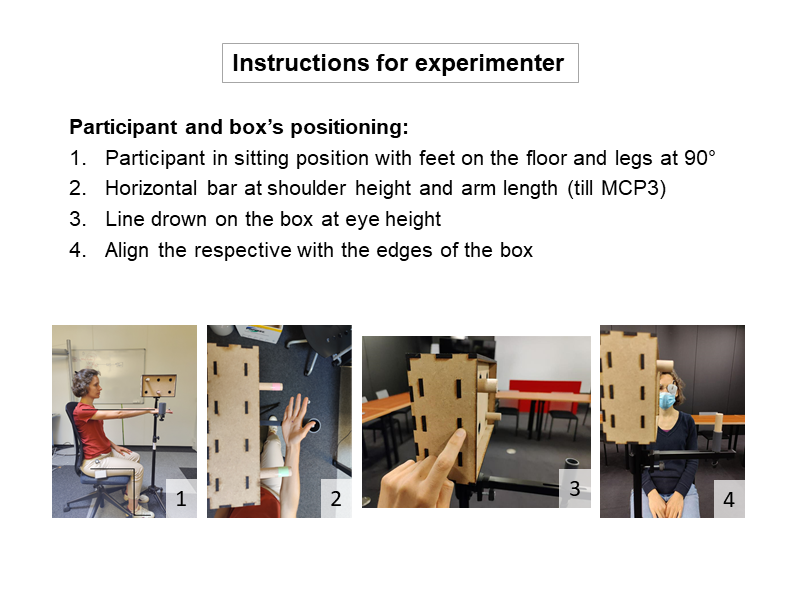 Instructions for experimenter
Participant and box’s positioning:
1. Participant in sitting position with feet on the floor and legs at 90°
2. Horizontal bar at shoulder height and arm length (till MCP3)
3. Line drown on the box at eye height
4. Align the respective with the edges of the box
1
2
3
4